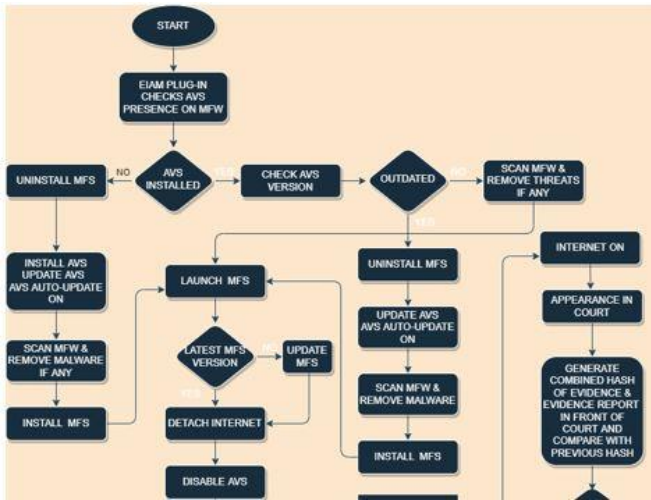 START
EIAM PLUG-IN
CHECKS AVS
PRESENCE ON MFW
UNINSTALL MFS
NO
AVS
INSTALLED
YES
CHECK AVS
VERSION
OUTDATED
NO
SCAN MFW &
REMOVE THREATS
IF ANY
YES
INSTALL AVS
UPDATE AVS
AVS AUTO-UPDATE
ON
LAUNCH MFS
UNINSTALL MFS
INTERNET ON
UPDATE AVS
AVS AUTO-UPDATE
ON
APPEARANCE IN
COURT
SCAN MFW &
REMOVE MALWARE
IF ANY
LATEST MFS
VERSION
NO
UPDATE
MFS
YES
SCAN MFW &
REMOVE MALWARE
GENERATE
COMBINED HASH
OF EVIDENCE &
EVIDENCE REPORT
IN FRONT OF
COURT AND
COMPARE WITH
PREVIOUS HASH
INSTALL MFS
DETACH INTERNET
INSTALL MFS
DISABLE AVS